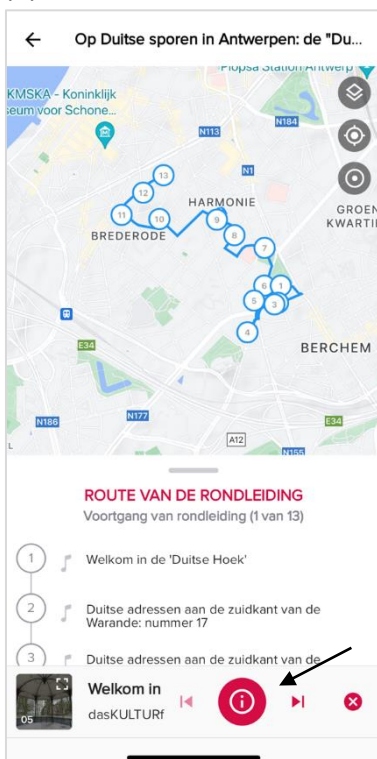 Op Duitse sporen in Antwerpen: de "Du...
Plopsa Station Antwerp
KMSKA - Koninklijk
seum voor Schone...
N184
N113
N1
13
12
HARMONIE
11
10
9
GROEN
KWARTI
BREDERODE
8
7
6
1
5
3
4
E34
BERCHEM
N177
N186
E34
A12
L
N155
ROUTE VAN DE RONDLEIDING
Voortgang van rondleiding (1 van 13)
1
Welkom in de 'Duitse Hoek'
2
Duitse adressen aan de zuidkant van de
Warande: nummer 17
3
Duitse adressen aan de zuidkant van de
Welkom in
dasKULTURf
05